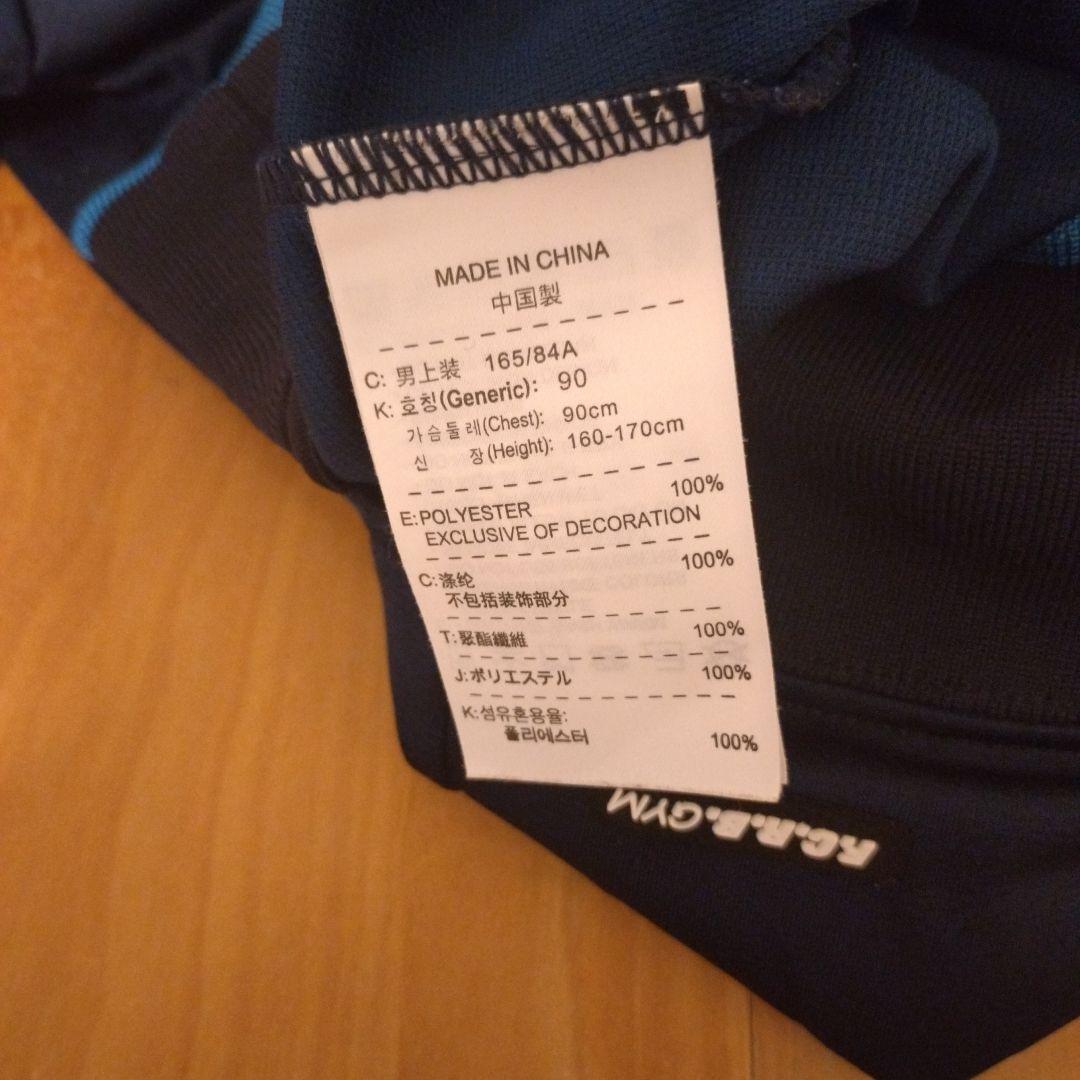 MADE IN CHINA
中国製
C: 男上装 165/84A
K: 호칭(Generic): 90
가슴둘레(Chest): 90cm
신 장(Height): 160-170cm
E:POLYESTER 100%
EXCLUSIVE OF DECORATION
C:涤纶 100%
不包括装饰部分
T:聚酯纖維 100%
J:ポリエステル 100%
K:섬유혼용율:
폴리에스터 100%
F.C.R.B.GYM